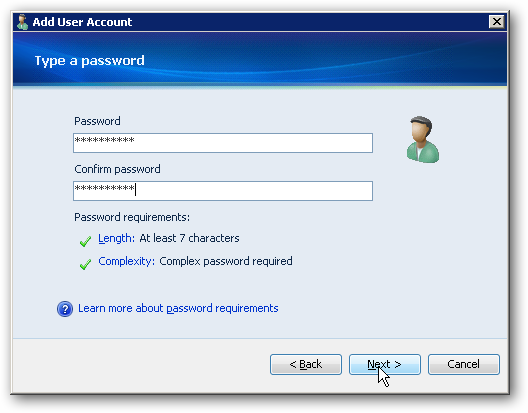 Add User Account
Type a password
Password
**********
Confirm password
**********
Password requirements:
Length: At least 7 characters
Complexity: Complex password required
Learn more about password requirements
< Back Next > Cancel